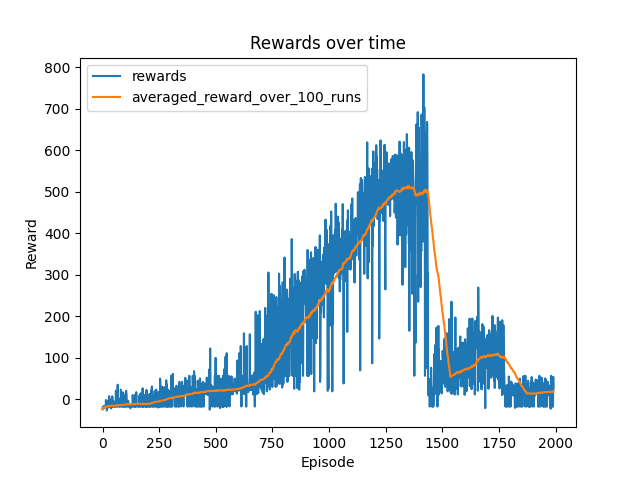 Rewards over time
rewards
averaged_reward_over_100_runs
800
700
600
500
400
300
200
100
0
Reward
0 250 500 750 1000 1250 1500 1750 2000
Episode